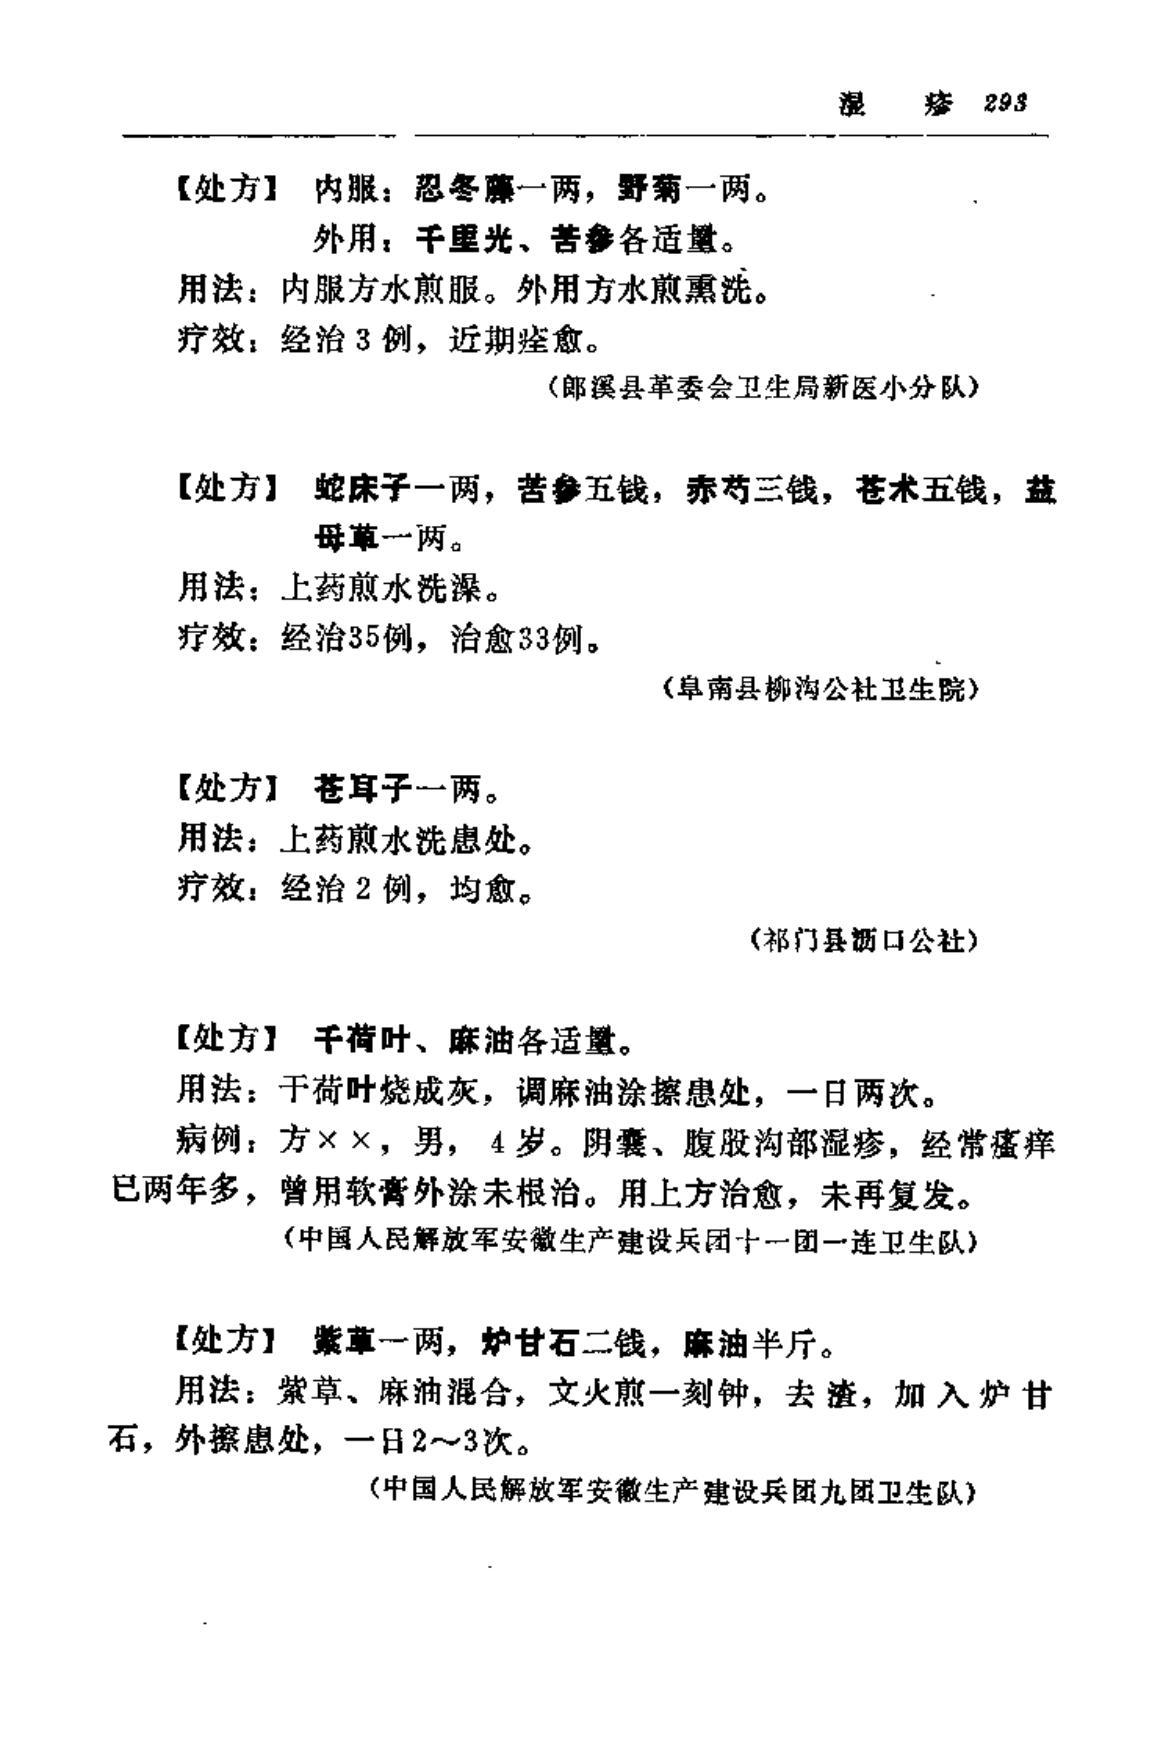 湿 疹 293
【处方】 内服：忍冬藤一两，野菊一两。
外用：千里光、苦参各适量。
用法：内服方水煎服。外用方水煎熏洗。
疗效：经治3例，近期痊愈。
（郎溪县革委会卫生局新医小分队）
【处方】 蛇床子一两，苦参五钱，赤芍三钱，苍术五钱，益
母草一两。
用法：上药煎水洗澡。
疗效：经治35例，治愈33例。
（阜南县柳沟公社卫生院）
【处方】 苍耳子一两。
用法：上药煎水洗患处。
疗效：经治2例，均愈。
（祁门县沥口公社）
【处方】 干荷叶、麻油各适量。
用法：干荷叶烧成灰，调麻油涂擦患处，一日两次。
病例：方××，男，4岁。阴囊、腹股沟部湿疹，经常瘙痒
已两年多，曾用软膏外涂未根治。用上方治愈，未再复发。
（中国人民解放军安徽生产建设兵团十一团一连卫生队）
【处方】 紫草一两，炉甘石二钱，麻油半斤。
用法：紫草、麻油混合，文火煎一刻钟，去渣，加入炉甘
石，外擦患处，一日2～3次。
（中国人民解放军安徽生产建设兵团九团卫生队）